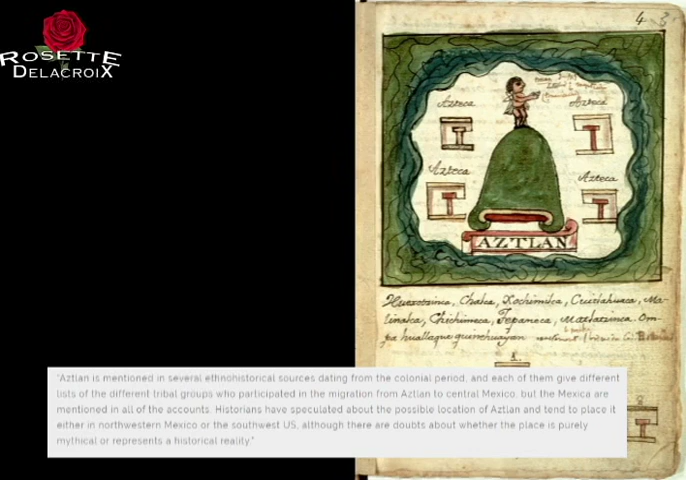 ROSETTE
DELACROIX
4
Azteca
Azteca
Azteca
Azteca
AZTLAN
Huexotzinca, Chalca, Xochimilca, Cuitlahuaca, Ma-
linalca, Chichimeca, Tepaneca, Matlatzinca. Om-
pa huallaque quinehuayan
"Aztlan is mentioned in several ethnohistorical sources dating from the colonial period, and each of them give different
lists of the different tribal groups who participated in the migration from Aztlan to central Mexico, but the Mexica are
mentioned in all of the accounts. Historians have speculated about the possible location of Aztlan and tend to place it
either in northwestern Mexico or the southwest US, although there are doubts about whether the place is purely
mythical or represents a historical reality."